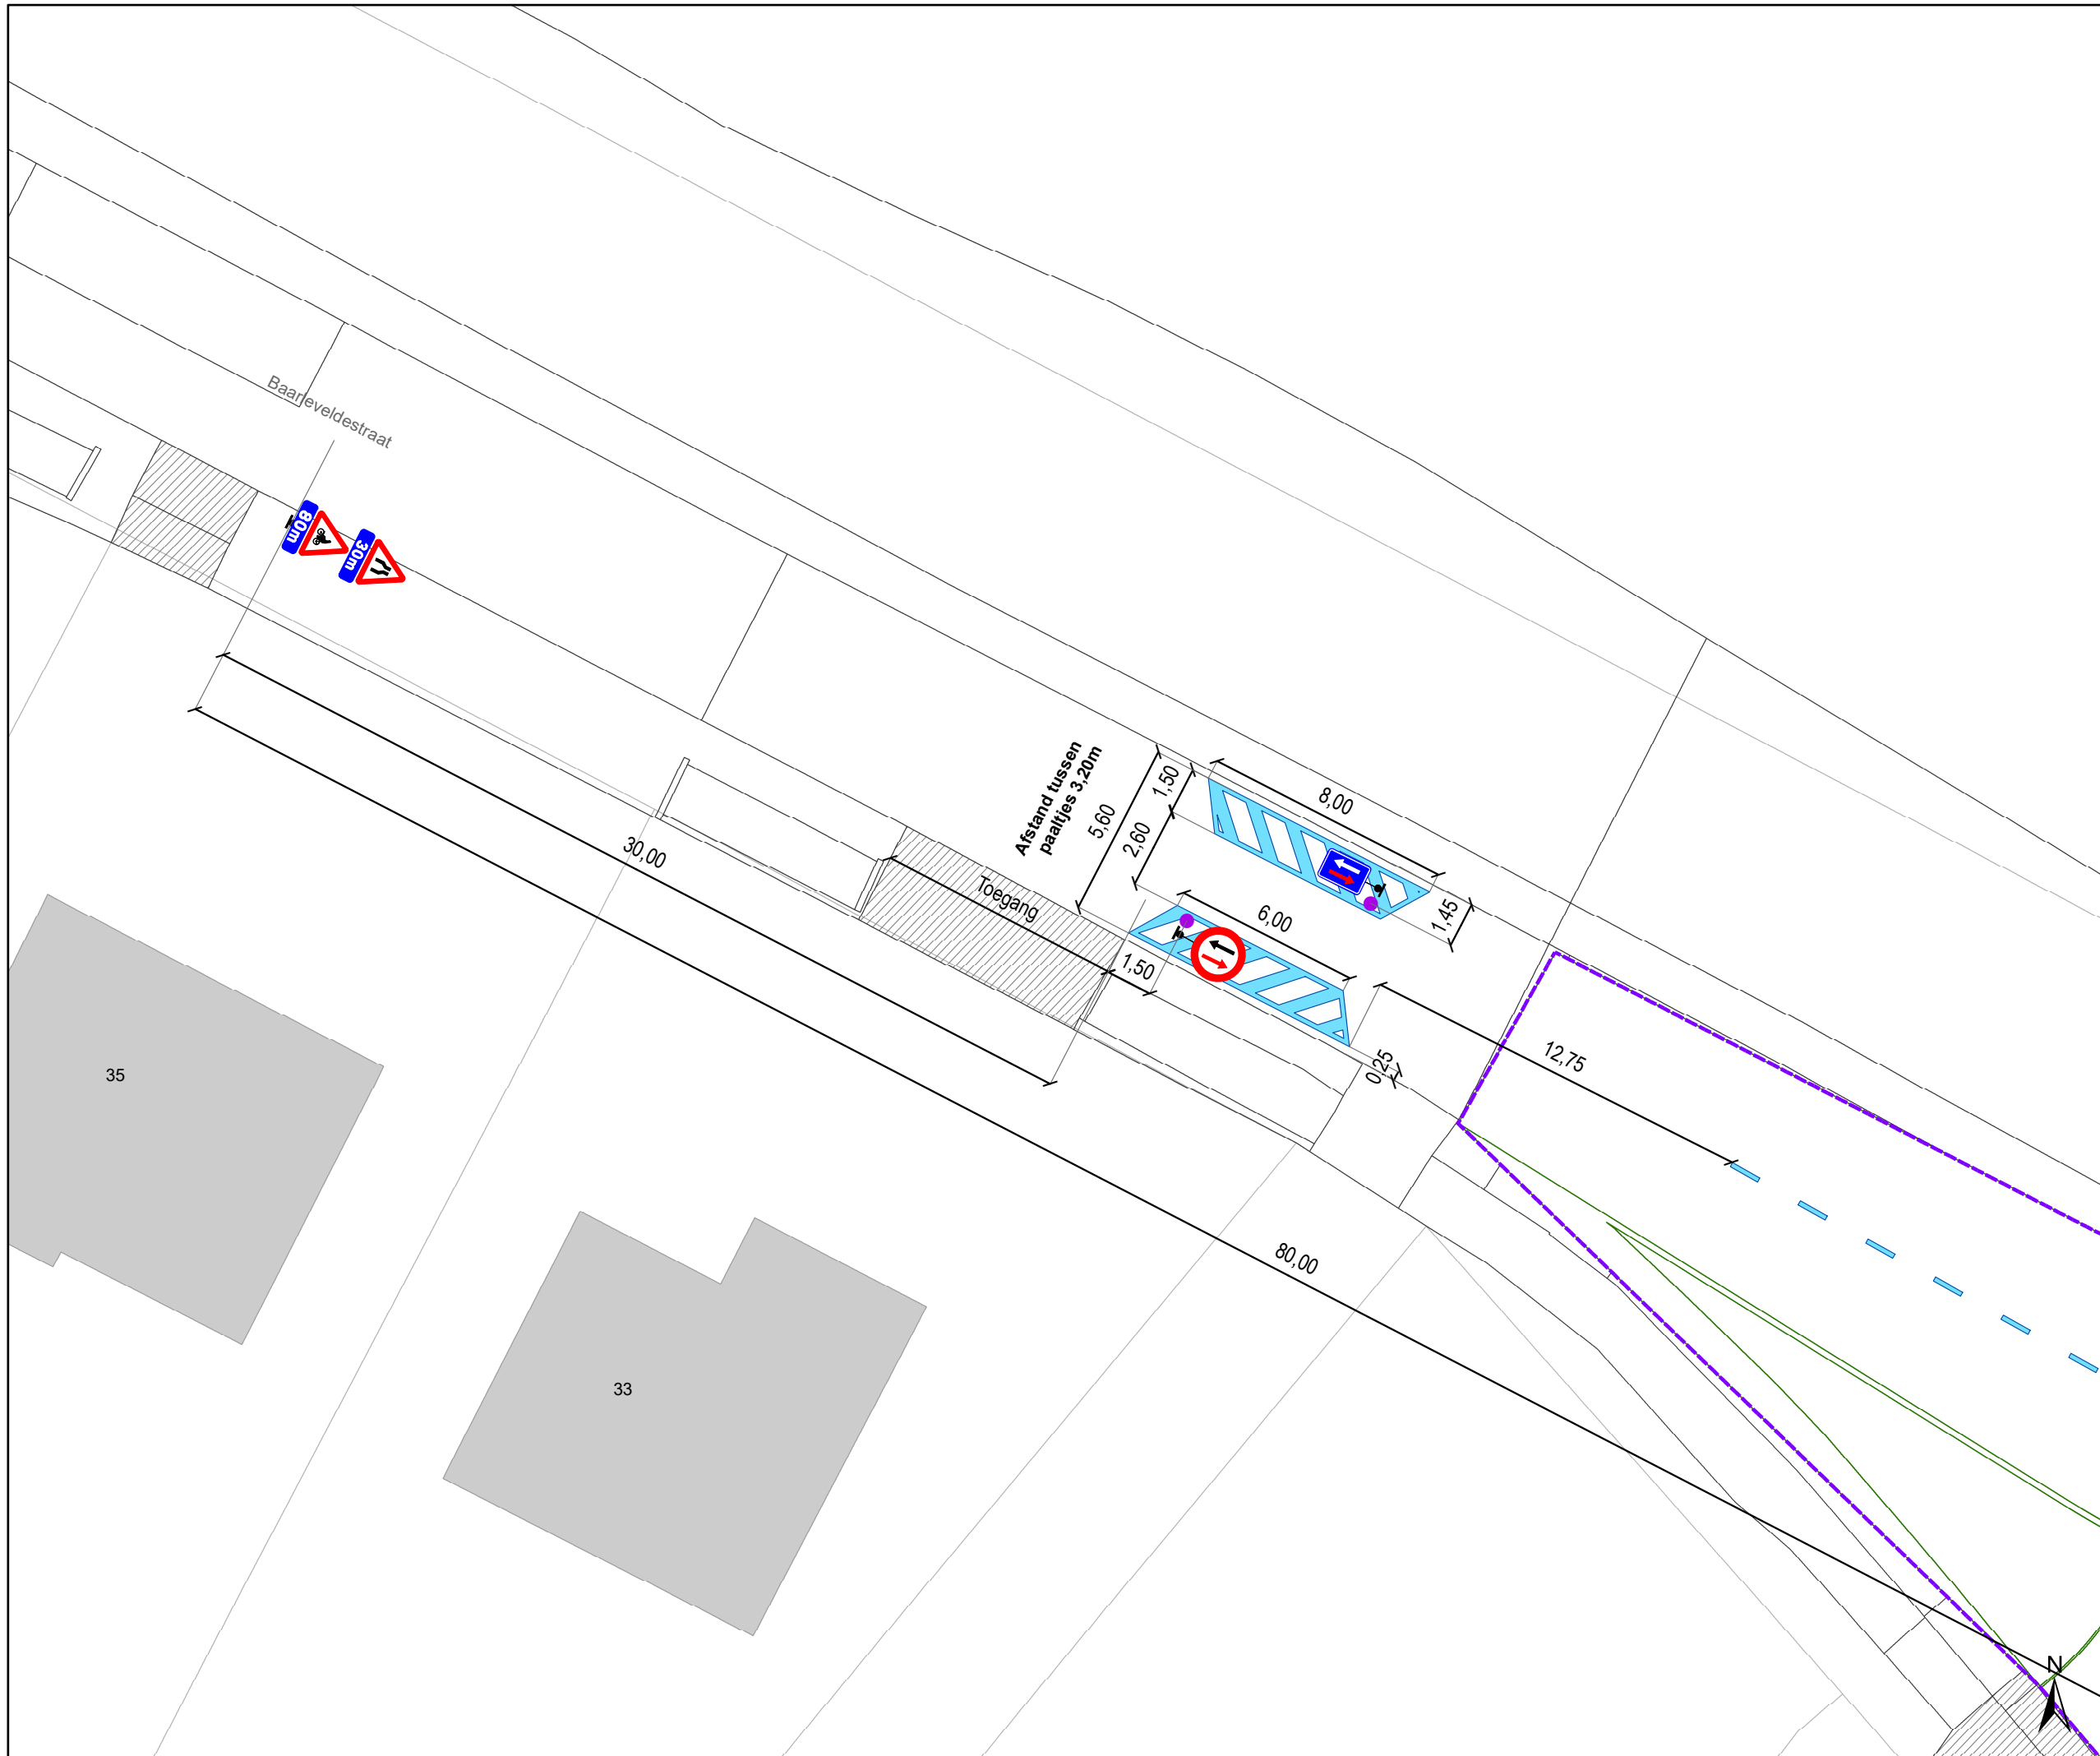 Baarleveldestraat
80m
30m
Afstand tussen
paaltjes 3,20m
5,60
1,50
2,60
8,00
1,45
6,00
Toegang
1,50
0,25
12,75
30,00
80,00
35
33
N